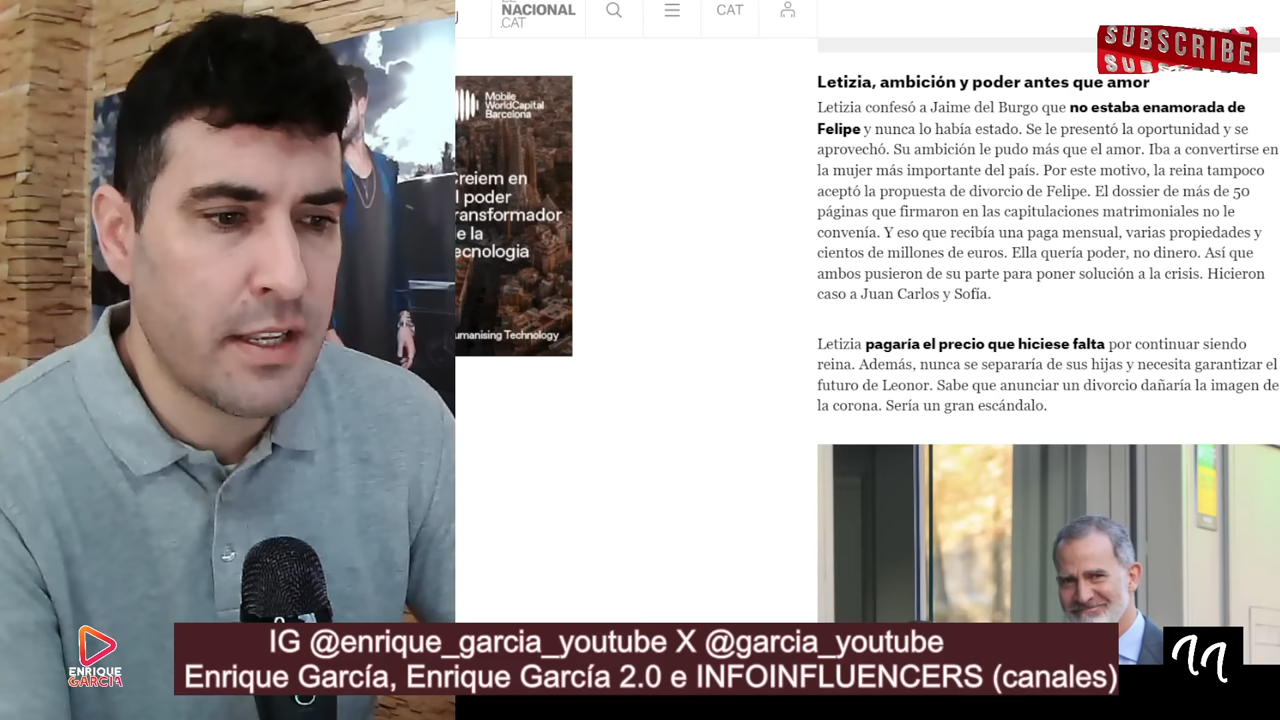 EL
NACIONAL
.CAT
CAT
SUBSCRIBE
Mobile
WorldCapital
Barcelona
Creiem en
el poder
transformador
de la
tecnologia
Humanising Technology
Letizia, ambición y poder antes que amor
Letizia confesó a Jaime del Burgo que no estaba enamorada de
Felipe y nunca lo había estado. Se le presentó la oportunidad y se
aprovechó. Su ambición le pudo más que el amor. Iba a convertirse en
la mujer más importante del país. Por este motivo, la reina tampoco
aceptó la propuesta de divorcio de Felipe. El dossier de más de 50
páginas que firmaron en las capitulaciones matrimoniales no le
convenía. Y eso que recibía una paga mensual, varias propiedades y
cientos de millones de euros. Ella quería poder, no dinero. Así que
ambos pusieron de su parte para poner solución a la crisis. Hicieron
caso a Juan Carlos y Sofía.
Letizia pagaría el precio que hiciese falta por continuar siendo
reina. Además, nunca se separaría de sus hijas y necesita garantizar el
futuro de Leonor. Sabe que anunciar un divorcio dañaría la imagen de
la corona. Sería un gran escándalo.
IG @enrique_garcia_youtube X @garcia_youtube
Enrique García, Enrique García 2.0 e INFOINFLUENCERS (canales)
ENRIQUE
GARCÍA